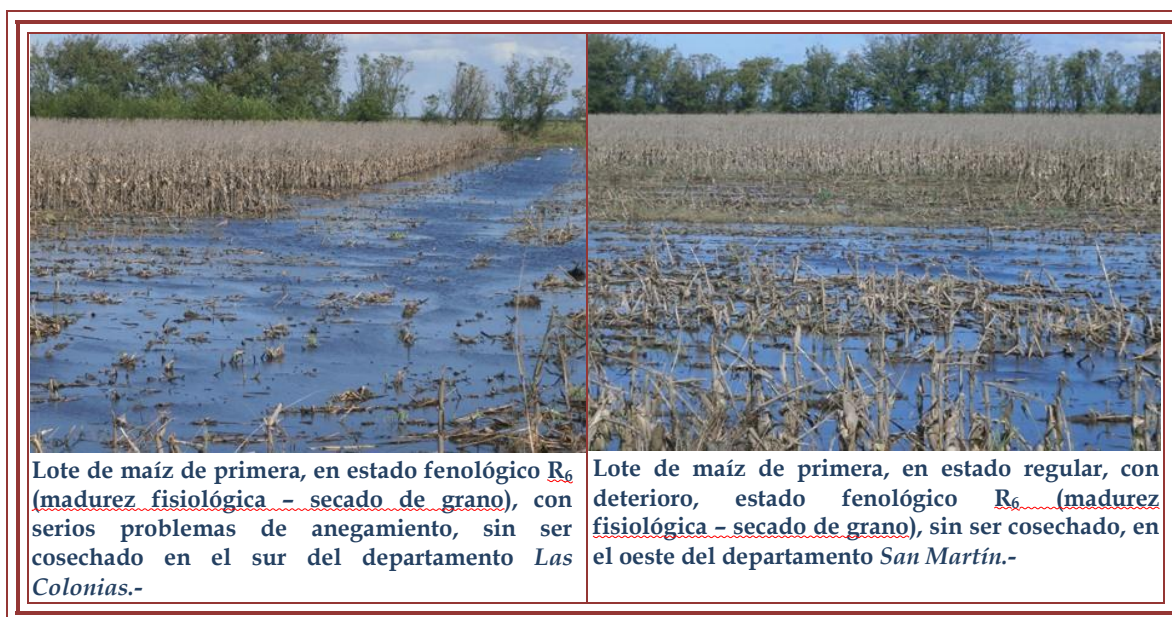 Lote de maíz de primera, en estado fenológico R₆
(madurez fisiológica – secado de grano), con
serios problemas de anegamiento, sin ser
cosechado en el sur del departamento Las
Colonias.-
Lote de maíz de primera, en estado regular, con
deterioro, estado fenológico R₆ (madurez
fisiológica – secado de grano), sin ser cosechado, en
el oeste del departamento San Martín.-